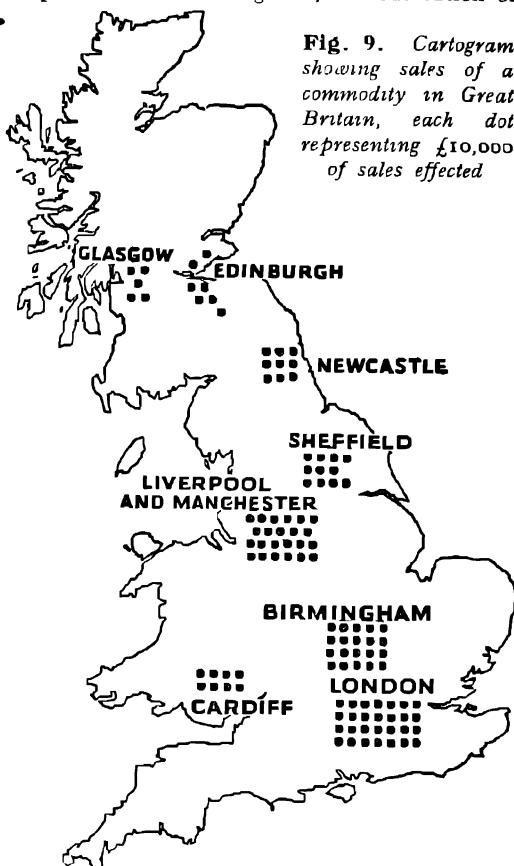 Fig. 9. Cartogram
showing sales of a
commodity in Great
Britain, each dot
representing £10,000
of sales effected
GLASGOW
EDINBURGH
NEWCASTLE
SHEFFIELD
LIVERPOOL
AND MANCHESTER
BIRMINGHAM
LONDON
CARDIFF